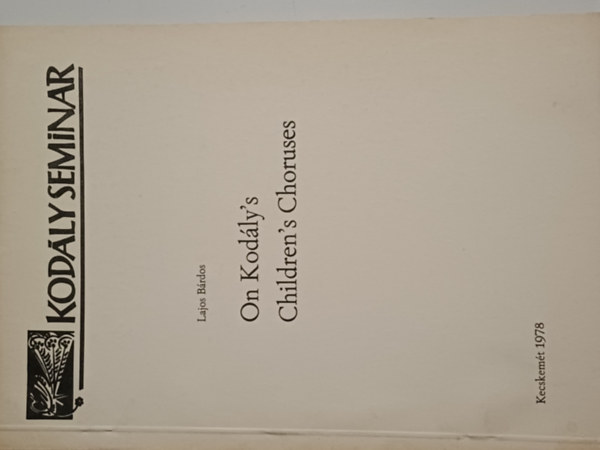 KODÁLY SEMINAR
Lajos Bárdos
On Kodály's
Children's Choruses
Kecskemét 1978